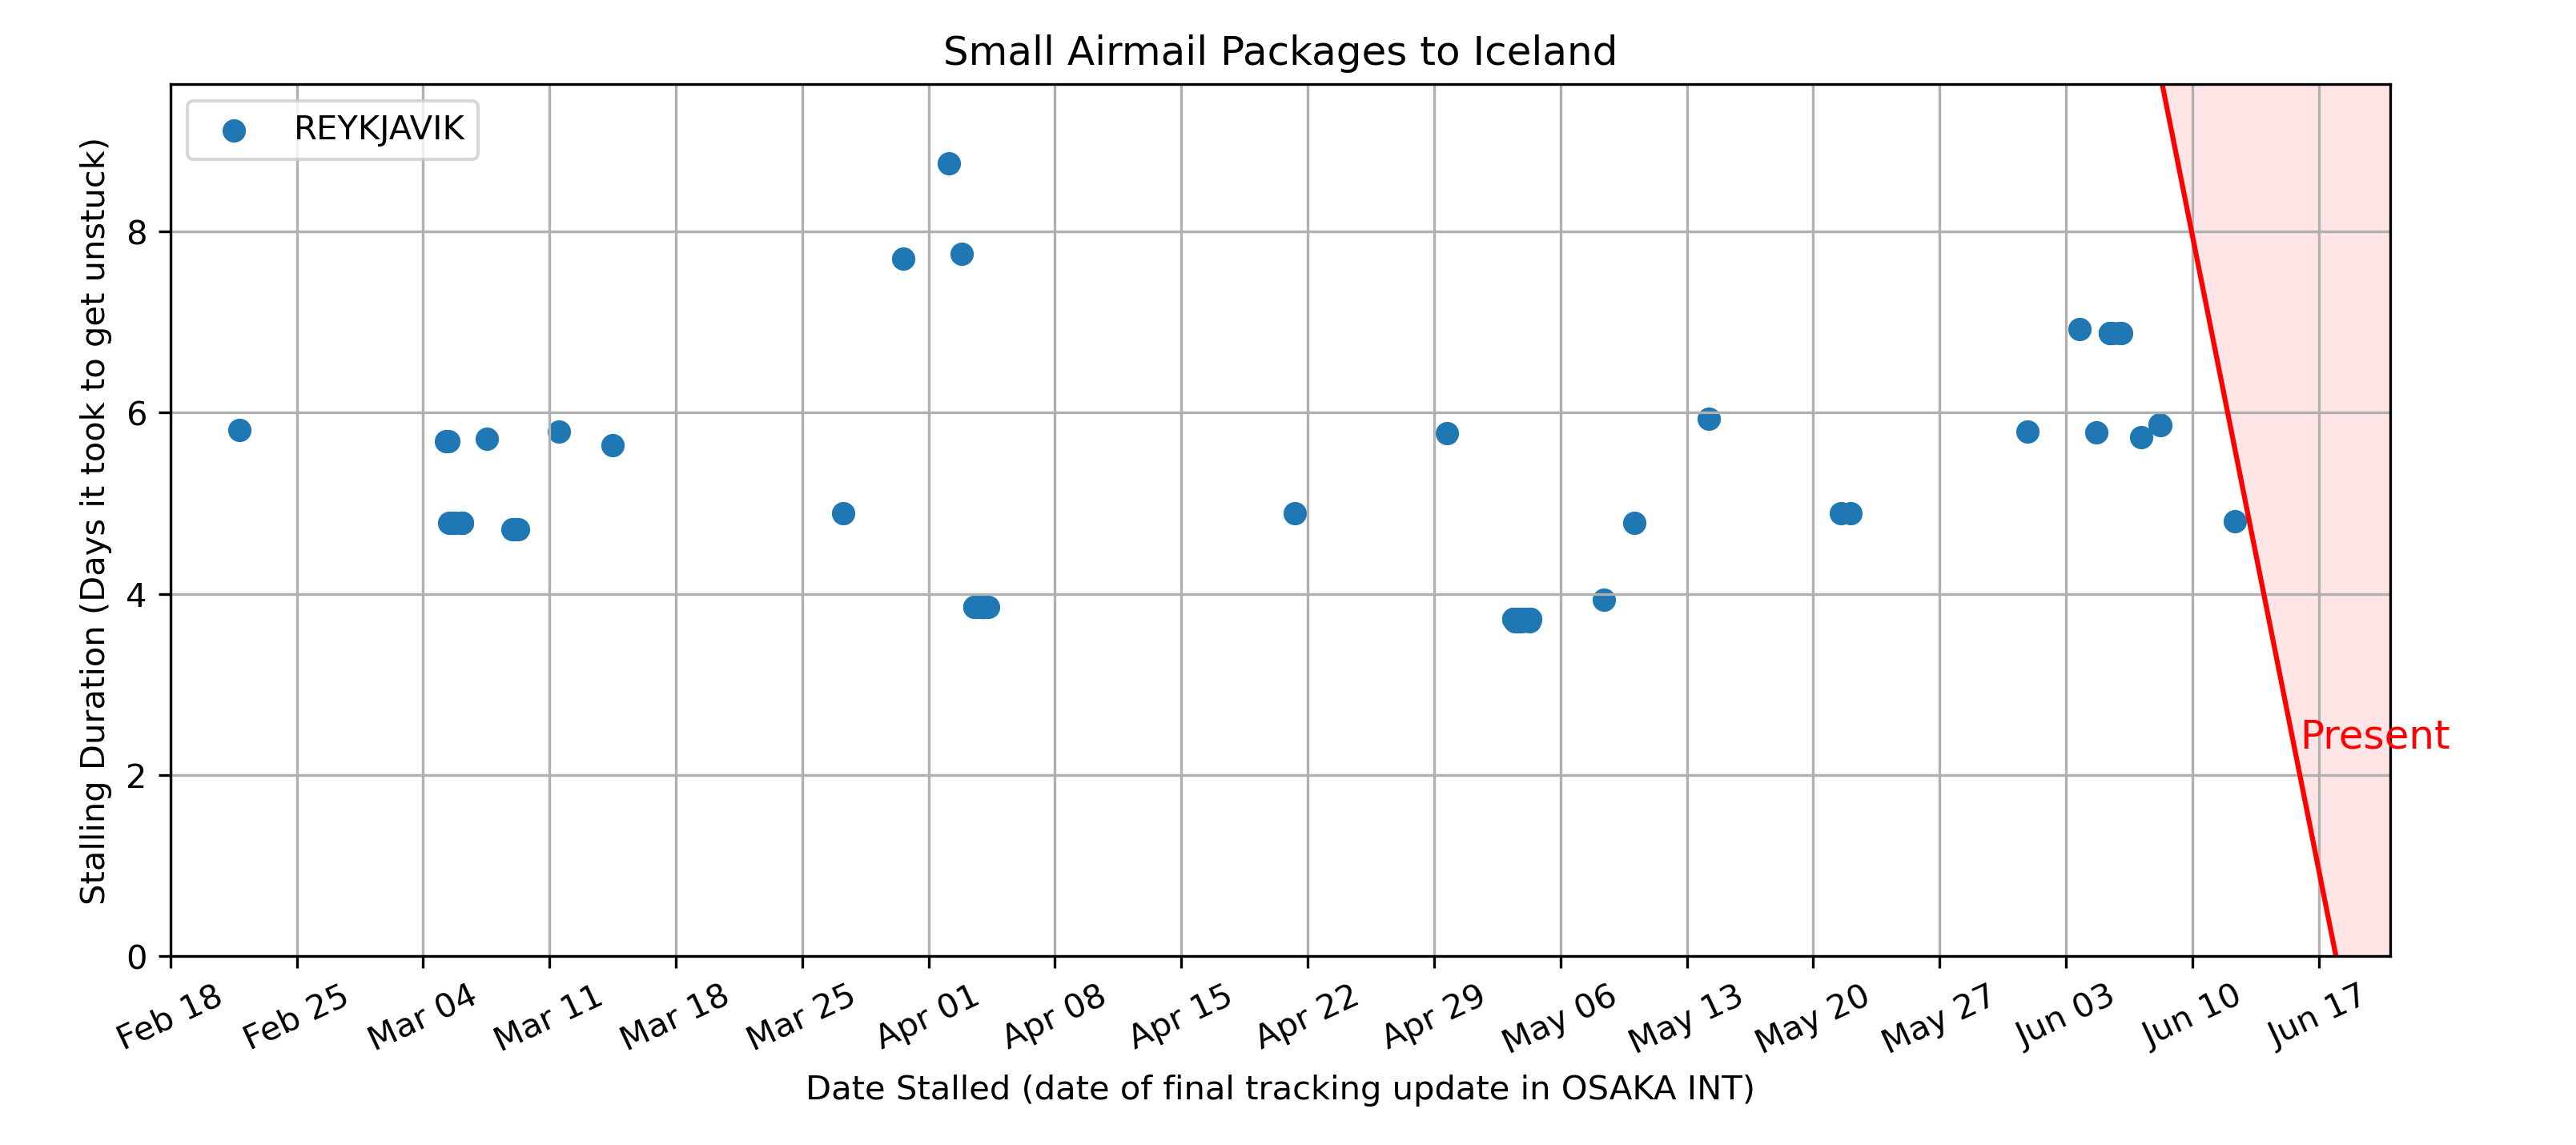 Small Airmail Packages to Iceland
REYKJAVIK
Stalling Duration (Days it took to get unstuck)
8
6
4
2
0
Present
Feb 18 Feb 25 Mar 04 Mar 11 Mar 18 Mar 25 Apr 01 Apr 08 Apr 15 Apr 22 Apr 29 May 06 May 13 May 20 May 27 Jun 03 Jun 10 Jun 17
Date Stalled (date of final tracking update in OSAKA INT)